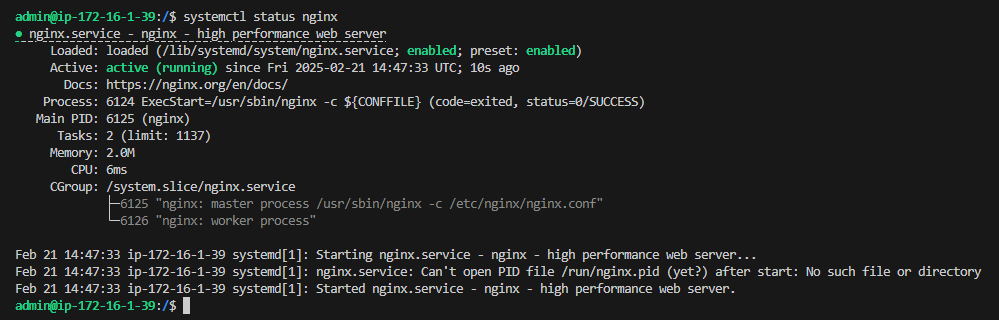 admin@ip-172-16-1-39:/$ systemctl status nginx
● nginx.service - nginx - high performance web server
     Loaded: loaded (/lib/systemd/system/nginx.service; enabled; preset: enabled)
     Active: active (running) since Fri 2025-02-21 14:47:33 UTC; 10s ago
       Docs: https://nginx.org/en/docs/
    Process: 6124 ExecStart=/usr/sbin/nginx -c ${CONFFILE} (code=exited, status=0/SUCCESS)
   Main PID: 6125 (nginx)
      Tasks: 2 (limit: 1137)
     Memory: 2.0M
        CPU: 6ms
     CGroup: /system.slice/nginx.service
             ├─6125 "nginx: master process /usr/sbin/nginx -c /etc/nginx/nginx.conf"
             └─6126 "nginx: worker process"

Feb 21 14:47:33 ip-172-16-1-39 systemd[1]: Starting nginx.service - nginx - high performance web server...
Feb 21 14:47:33 ip-172-16-1-39 systemd[1]: nginx.service: Can't open PID file /run/nginx.pid (yet?) after start: No such file or directory
Feb 21 14:47:33 ip-172-16-1-39 systemd[1]: Started nginx.service - nginx - high performance web server.
admin@ip-172-16-1-39:/$